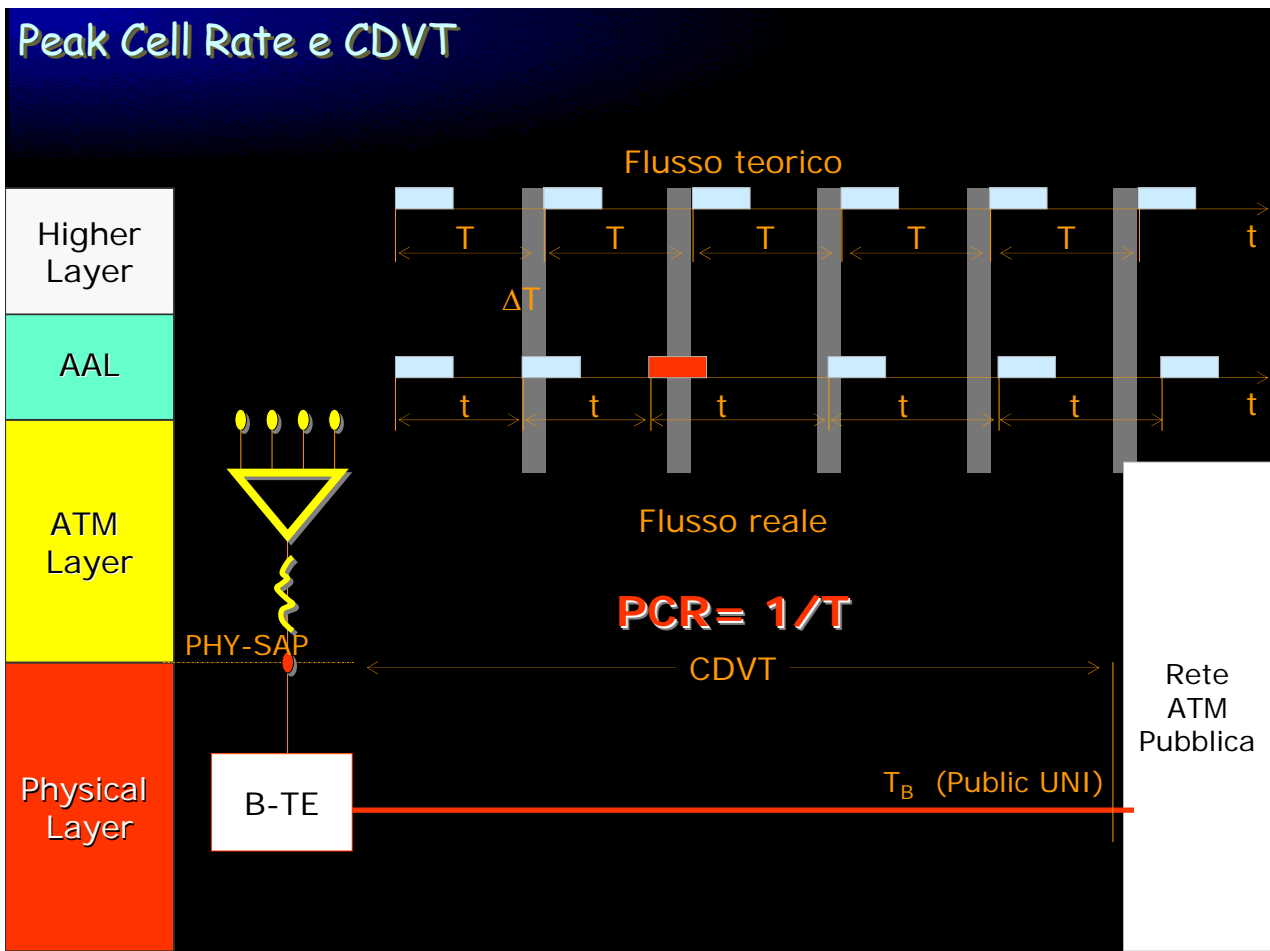 Peak Cell Rate e CDVT
Flusso teorico
T T T T T t
ΔT
t t t t t t
Flusso reale
PCR= 1/T
CDVT
Higher
Layer
AAL
ATM
Layer
PHY-SAP
Physical
Layer
B-TE
TB (Public UNI)
Rete
ATM
Pubblica